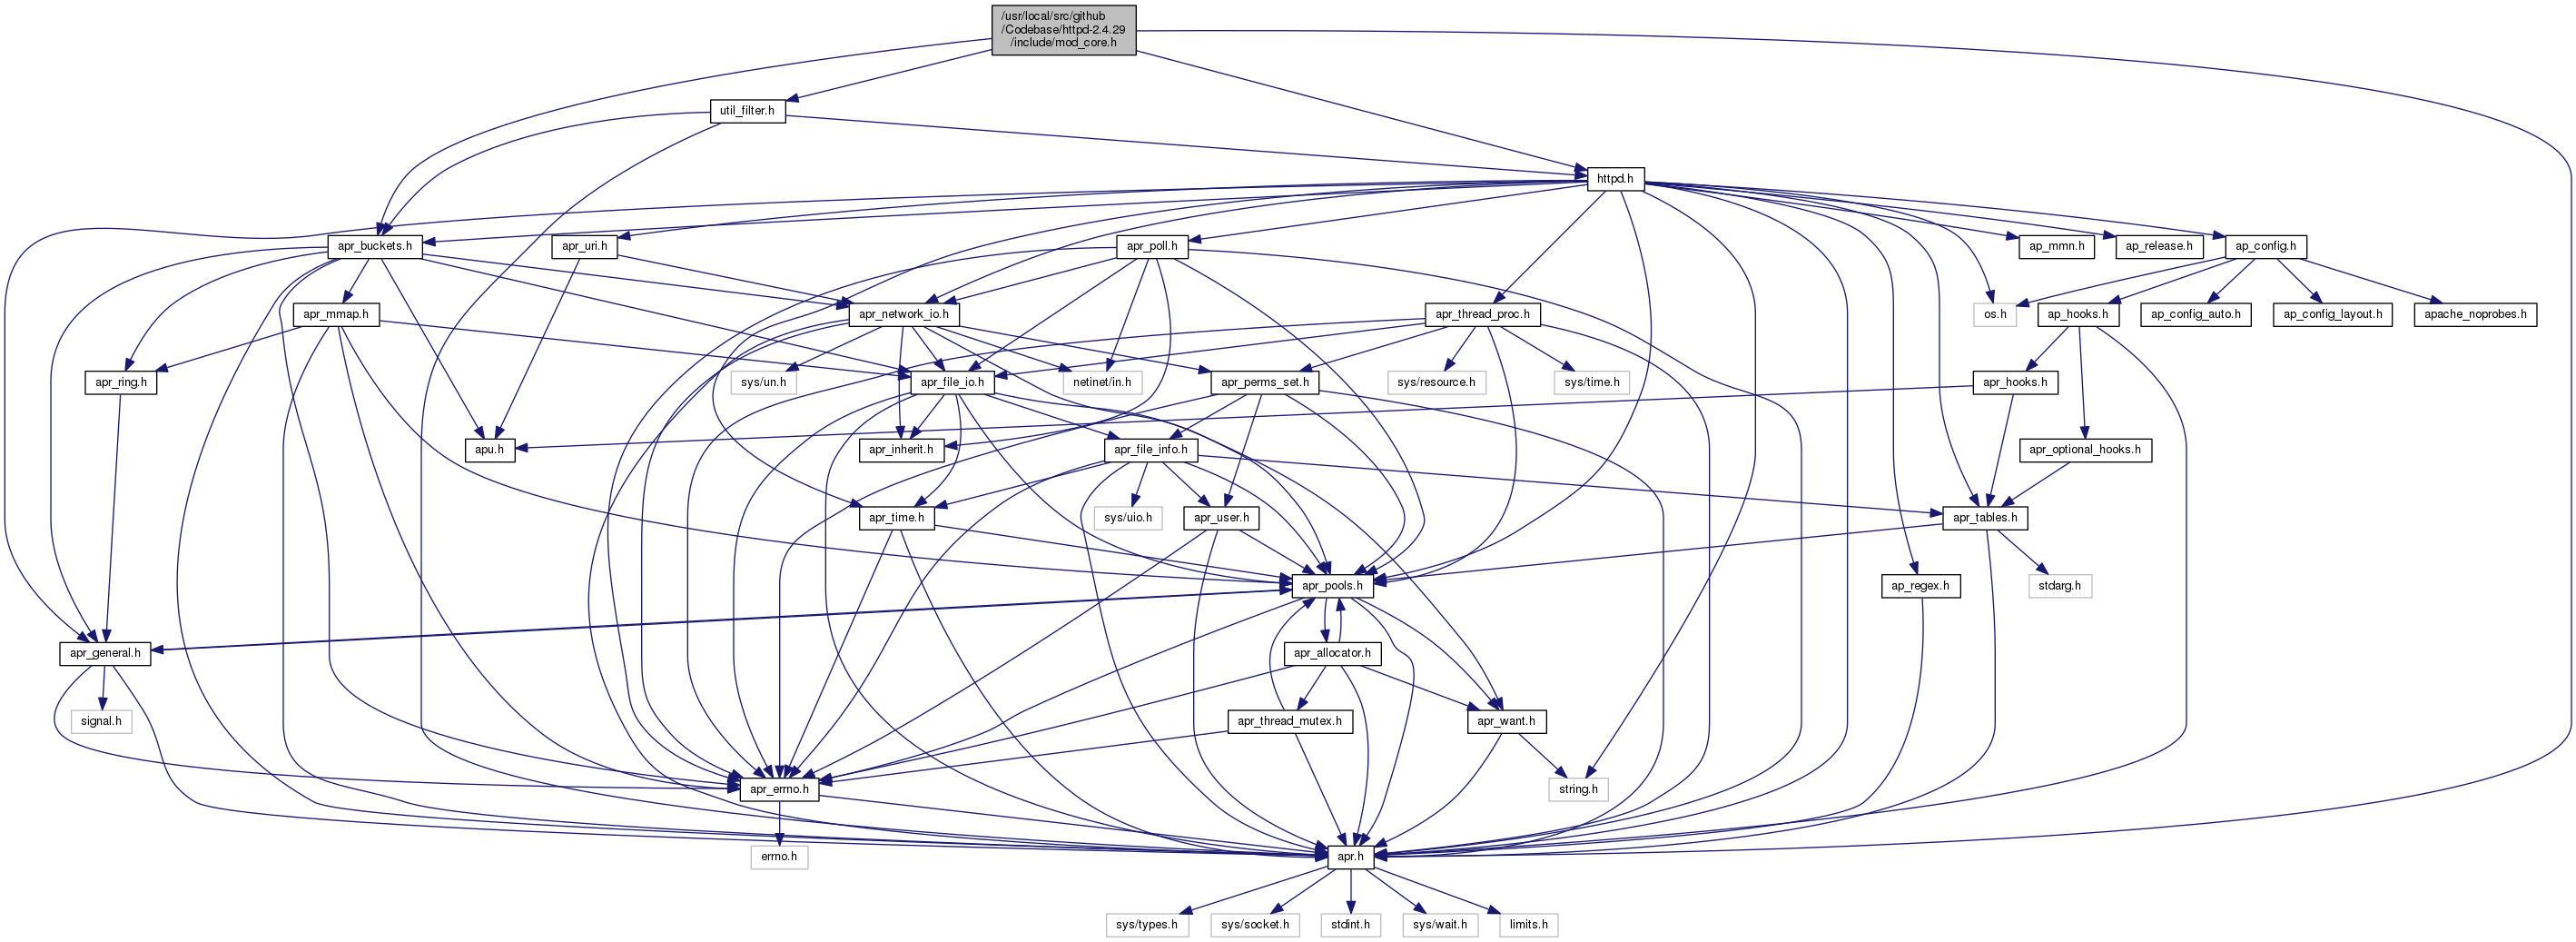 /usr/local/src/github
/Codebase/httpd-2.4.29
/include/mod_core.h
util_filter.h
httpd.h
apr_buckets.h
apr_uri.h
apr_poll.h
ap_mmn.h
ap_release.h
ap_config.h
apr_mmap.h
apr_network_io.h
apr_thread_proc.h
os.h
ap_hooks.h
ap_config_auto.h
ap_config_layout.h
apache_noprobes.h
apr_ring.h
sys/un.h
apr_file_io.h
netinet/in.h
apr_perms_set.h
sys/resource.h
sys/time.h
apr_hooks.h
apu.h
apr_inherit.h
apr_file_info.h
apr_optional_hooks.h
apr_time.h
sys/uio.h
apr_user.h
apr_tables.h
apr_pools.h
ap_regex.h
stdarg.h
apr_general.h
apr_allocator.h
signal.h
apr_thread_mutex.h
apr_want.h
apr_errno.h
string.h
errno.h
apr.h
sys/types.h
sys/socket.h
stdint.h
sys/wait.h
limits.h